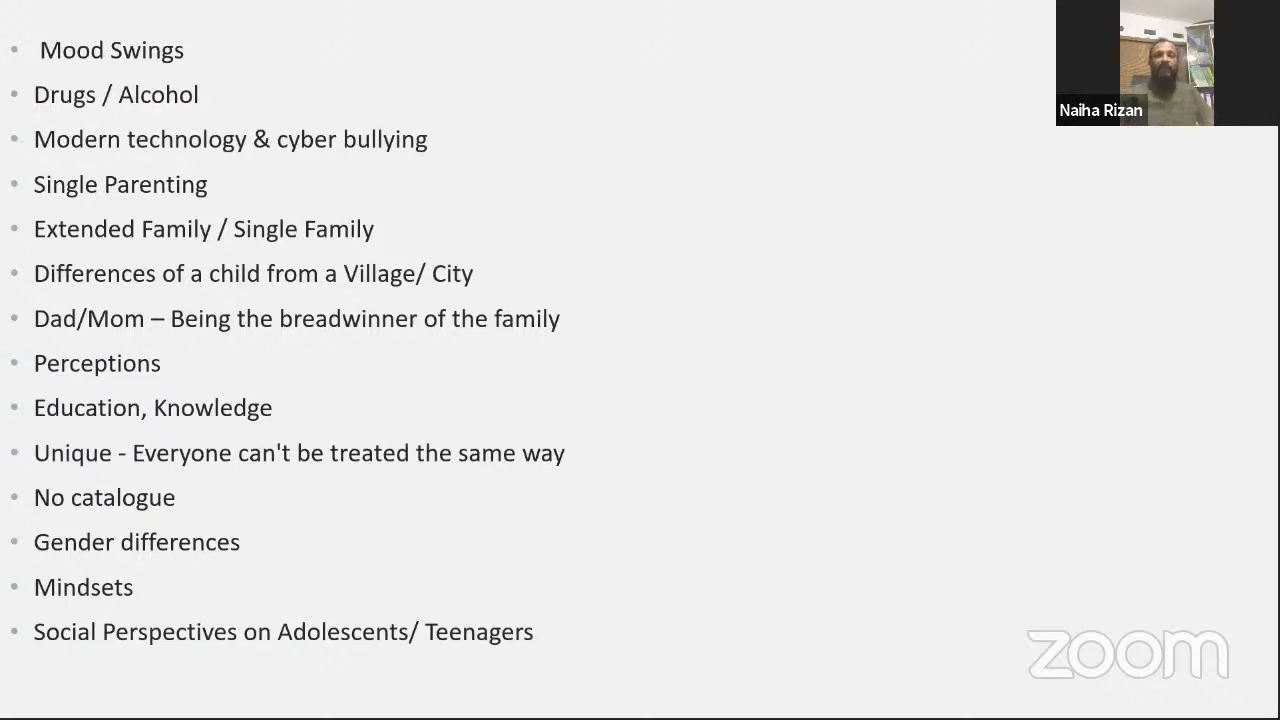 • Mood Swings
• Drugs / Alcohol
• Modern technology & cyber bullying
• Single Parenting
• Extended Family / Single Family
• Differences of a child from a Village/ City
• Dad/Mom – Being the breadwinner of the family
• Perceptions
• Education, Knowledge
• Unique - Everyone can't be treated the same way
• No catalogue
• Gender differences
• Mindsets
• Social Perspectives on Adolescents/ Teenagers
Naiha Rizan
zoom